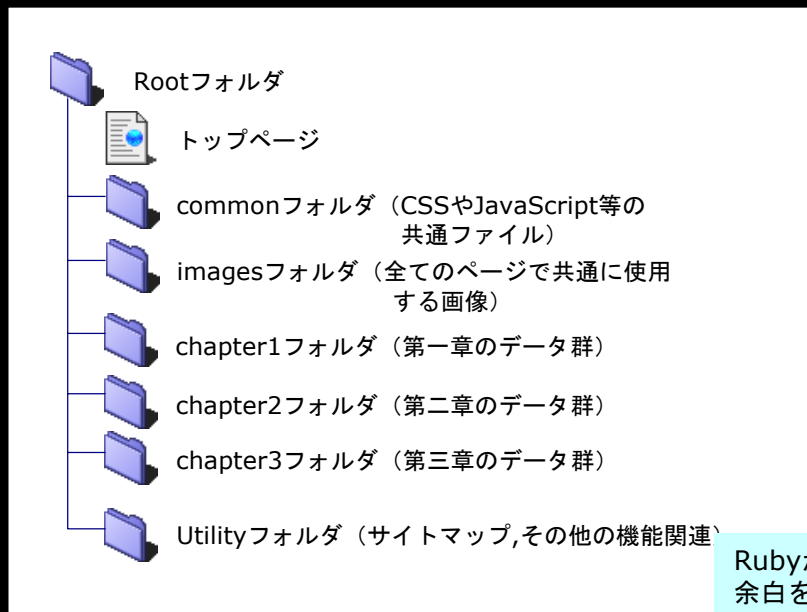 Rootフォルダ
トップページ
commonフォルダ（CSSやJavaScript等の
共通ファイル）
imagesフォルダ（全てのページで共通に使用
する画像）
chapter1フォルダ（第一章のデータ群）
chapter2フォルダ（第二章のデータ群）
chapter3フォルダ（第三章のデータ群）
Utilityフォルダ（サイトマップ,その他の機能関連）
Ruby
余白を